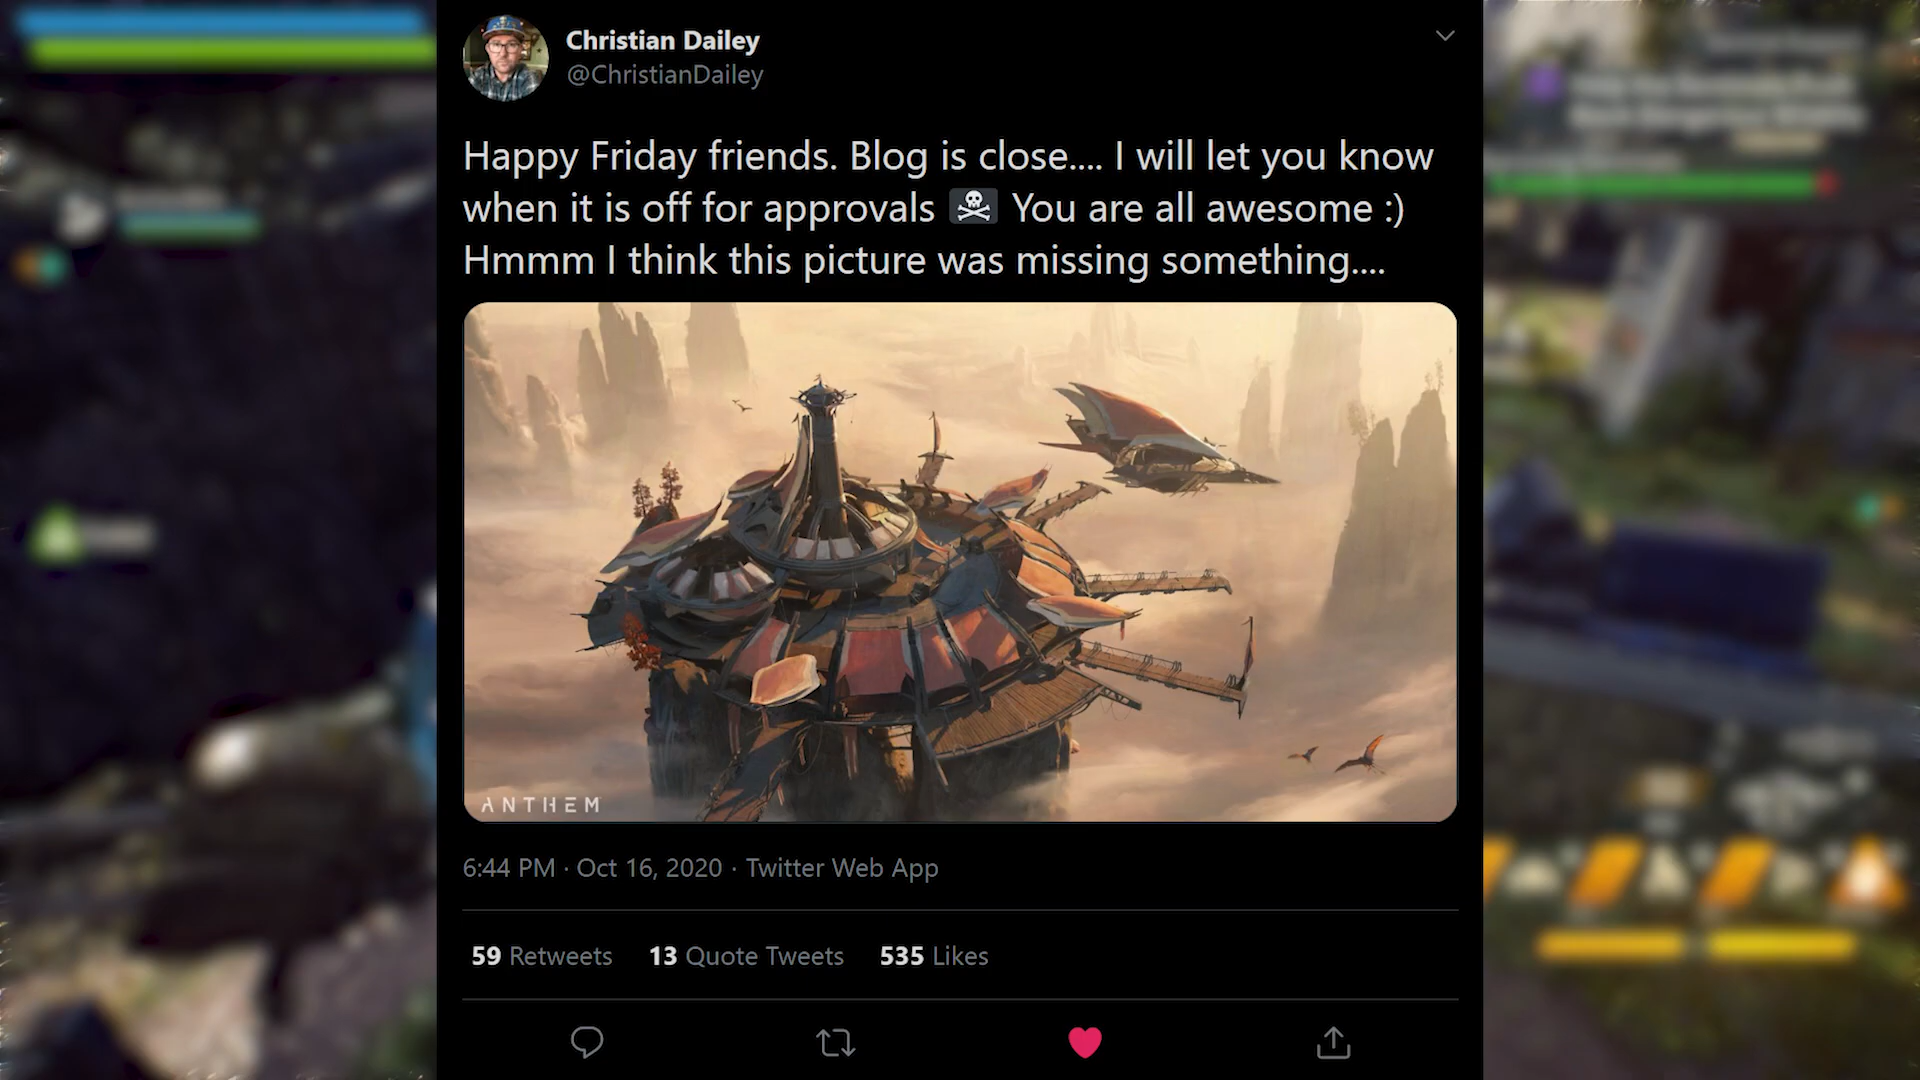 Christian Dailey
@ChristianDailey
Happy Friday friends. Blog is close.... I will let you know
when it is off for approvals ☠ You are all awesome :)
Hmmm I think this picture was missing something....
ANTHEM
6:44 PM · Oct 16, 2020 · Twitter Web App
59 Retweets 13 Quote Tweets 535 Likes